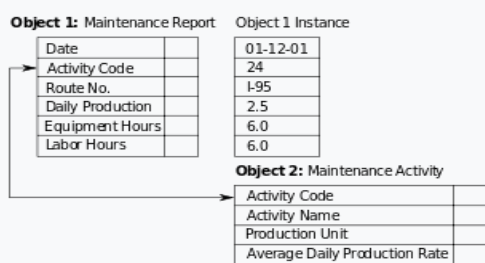 Object 1: Maintenance Report
Object 1 Instance
Date
01-12-01
Activity Code
24
Route No.
I-95
Daily Production
2.5
Equipment Hours
6.0
Labor Hours
6.0
Object 2: Maintenance Activity
Activity Code
Activity Name
Production Unit
Average Daily Production Rate